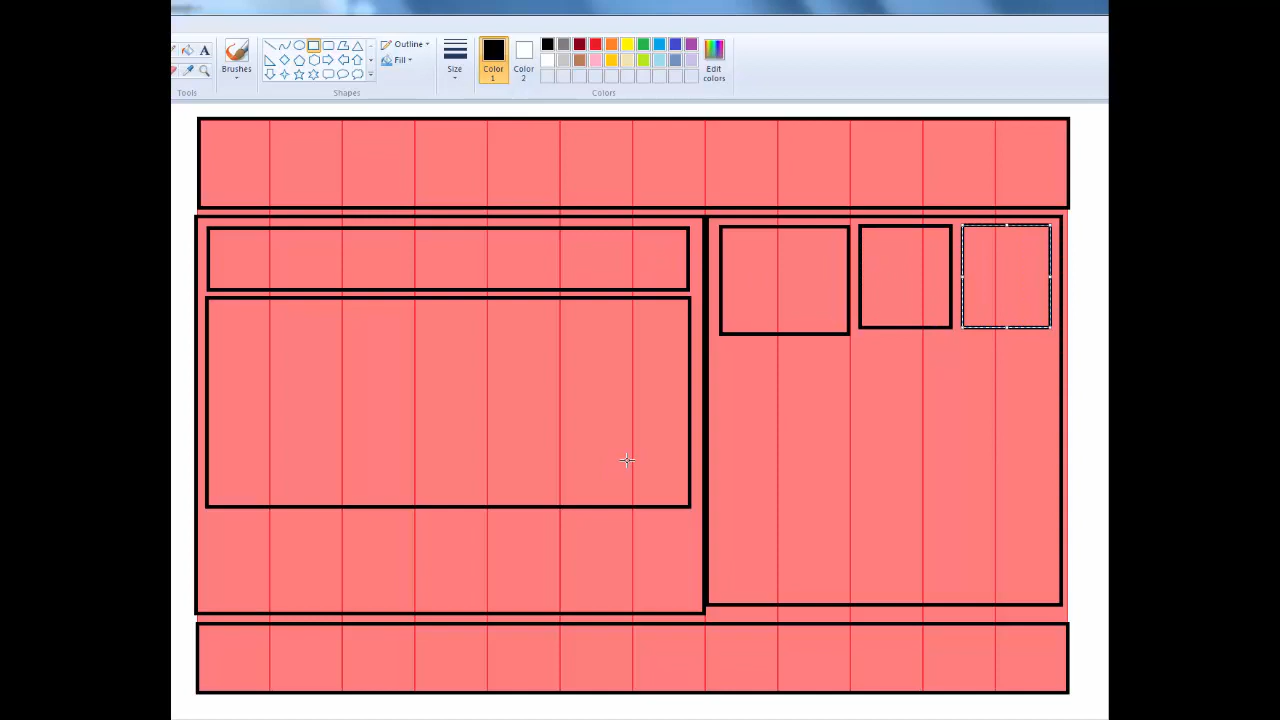 A
Brushes
Outline
Fill
Size
Color
1
Color
2
Edit
colors
Tools
Shapes
Colors